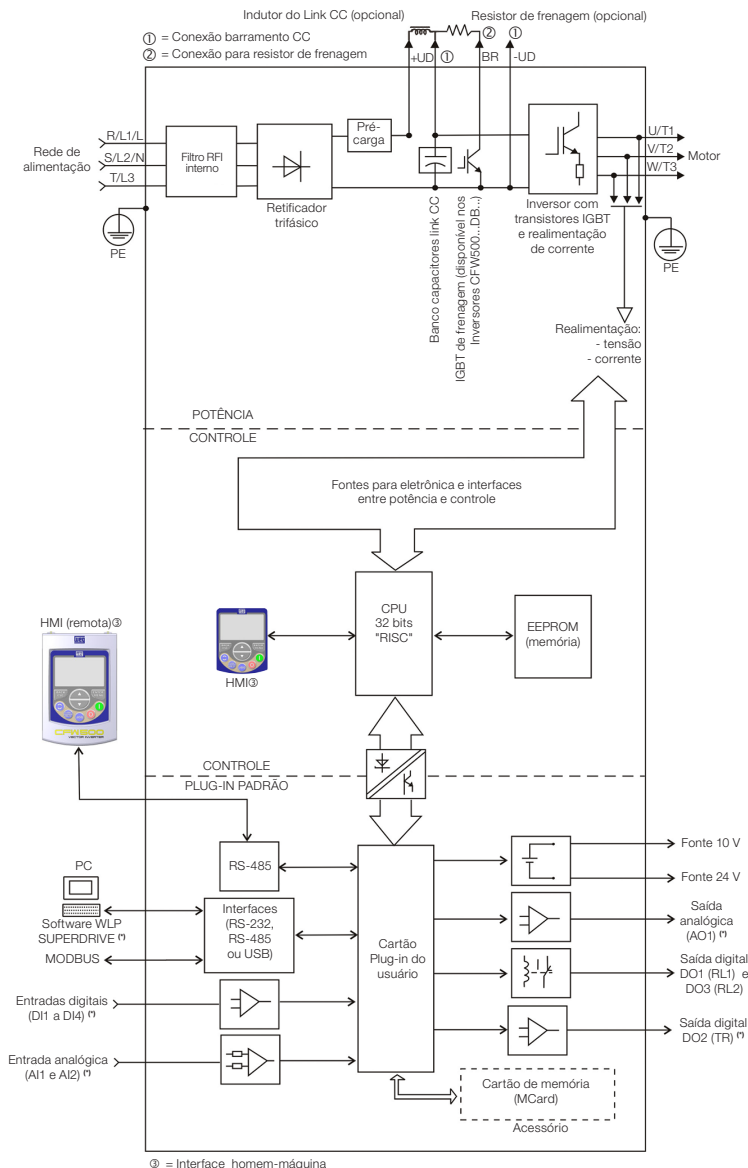 Indutor do Link CC (opcional)
Resistor de frenagem (opcional)
① = Conexão barramento CC
② = Conexão para resistor de frenagem
+UD
①
②
BR
①
-UD
R/L1/L
S/L2/N
T/L3
Rede de
alimentação
Filtro RFI
interno
Retificador
trifásico
Pré-
carga
Banco capacitores link CC
IGBT de frenagem (disponível nos
Inversores CFW500...DB...)
Inversor com
transistores IGBT
e realimentação
de corrente
U/T1
V/T2
W/T3
Motor
PE
PE
Realimentação:
- tensão
- corrente
POTÊNCIA
CONTROLE
Fontes para eletrônica e interfaces
entre potência e controle
CPU
32 bits
"RISC"
EEPROM
(memória)
HMI③
HMI (remota)③
CFW500
CONTROLE
PLUG-IN PADRÃO
PC
Software WLP
SUPERDRIVE (*)
MODBUS
RS-485
Interfaces
(RS-232,
RS-485
ou USB)
Entradas digitais
(DI1 a DI4) (*)
Entrada analógica
(AI1 e AI2) (*)
Cartão
Plug-in do
usuário
Fonte 10 V
Fonte 24 V
Saída
analógica
(AO1) (*)
Saída digital
DO1 (RL1) e
DO3 (RL2)
Saída digital
DO2 (TR) (*)
Cartão de memória
(MCard)
Acessório
③ = Interface homem-máquina